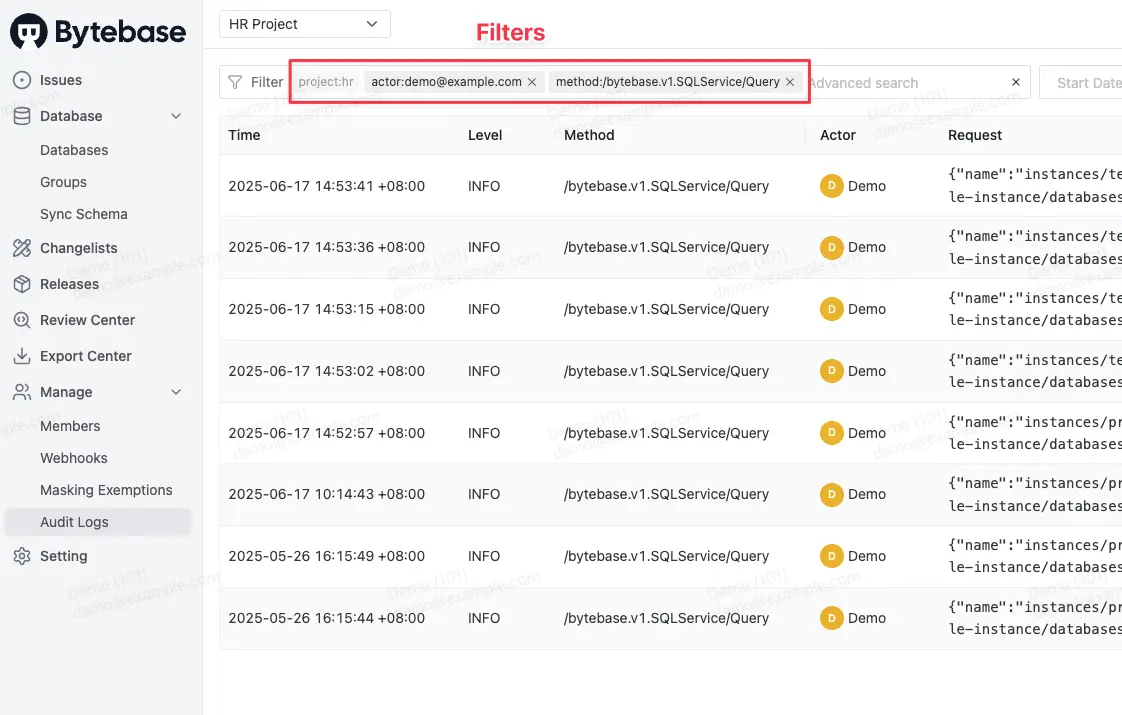 Bytebase
HR Project
Filters
Filter project:hr actor:demo@example.com × method:/bytebase.v1.SQLService/Query × Advanced search × Start Date
Issues
Database
Databases
Groups
Sync Schema
Changelists
Releases
Review Center
Export Center
Manage
Members
Webhooks
Masking Exemptions
Audit Logs
Setting
Time Level Method Actor Request
2025-06-17 14:53:41 +08:00 INFO /bytebase.v1.SQLService/Query D Demo {"name":"instances/te
le-instance/databases
2025-06-17 14:53:36 +08:00 INFO /bytebase.v1.SQLService/Query D Demo {"name":"instances/te
le-instance/databases
2025-06-17 14:53:15 +08:00 INFO /bytebase.v1.SQLService/Query D Demo {"name":"instances/te
le-instance/databases
2025-06-17 14:53:02 +08:00 INFO /bytebase.v1.SQLService/Query D Demo {"name":"instances/te
le-instance/databases
2025-06-17 14:52:57 +08:00 INFO /bytebase.v1.SQLService/Query D Demo {"name":"instances/pr
le-instance/databases
2025-06-17 10:14:43 +08:00 INFO /bytebase.v1.SQLService/Query D Demo {"name":"instances/pr
le-instance/databases
2025-05-26 16:15:49 +08:00 INFO /bytebase.v1.SQLService/Query D Demo {"name":"instances/pr
le-instance/databases
2025-05-26 16:15:44 +08:00 INFO /bytebase.v1.SQLService/Query D Demo {"name":"instances/pr
le-instance/databases
Demo (101)
demo@example.com